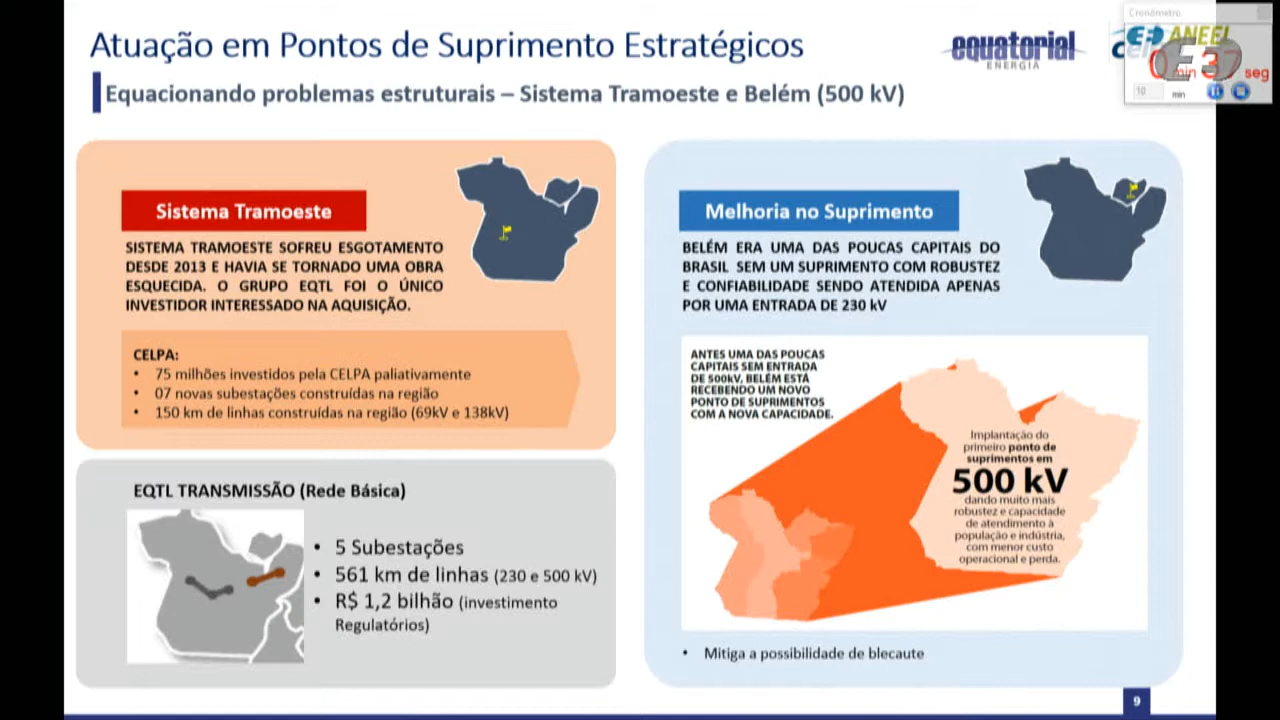 Atuação em Pontos de Suprimento Estratégicos
equatorial
ENERGIA
ANEEL
Cronômetro
min 37 seg
10 min
Equacionando problemas estruturais – Sistema Tramoeste e Belém (500 kV)
Sistema Tramoeste
SISTEMA TRAMOESTE SOFREU ESGOTAMENTO
DESDE 2013 E HAVIA SE TORNADO UMA OBRA
ESQUECIDA. O GRUPO EQTL FOI O ÚNICO
INVESTIDOR INTERESSADO NA AQUISIÇÃO.
CELPA:
• 75 milhões investidos pela CELPA paliativamente
• 07 novas subestações construídas na região
• 150 km de linhas construídas na região (69kV e 138kV)
EQTL TRANSMISSÃO (Rede Básica)
• 5 Subestações
• 561 km de linhas (230 e 500 kV)
• R$ 1,2 bilhão (investimento
Regulatórios)
Melhoria no Suprimento
BELÉM ERA UMA DAS POUCAS CAPITAIS DO
BRASIL SEM UM SUPRIMENTO COM ROBUSTEZ
E CONFIABILIDADE SENDO ATENDIDA APENAS
POR UMA ENTRADA DE 230 kV
ANTES UMA DAS POUCAS
CAPITAIS SEM ENTRADA
DE 500kV, BELÉM ESTÁ
RECEBENDO UM NOVO
PONTO DE SUPRIMENTOS
COM A NOVA CAPACIDADE.
Implantação do
primeiro ponto de
suprimentos em
500 kV
dando muito mais
robustez e capacidade
de atendimento à
população e indústria,
com menor custo
operacional e perda.
• Mitiga a possibilidade de blecaute
9